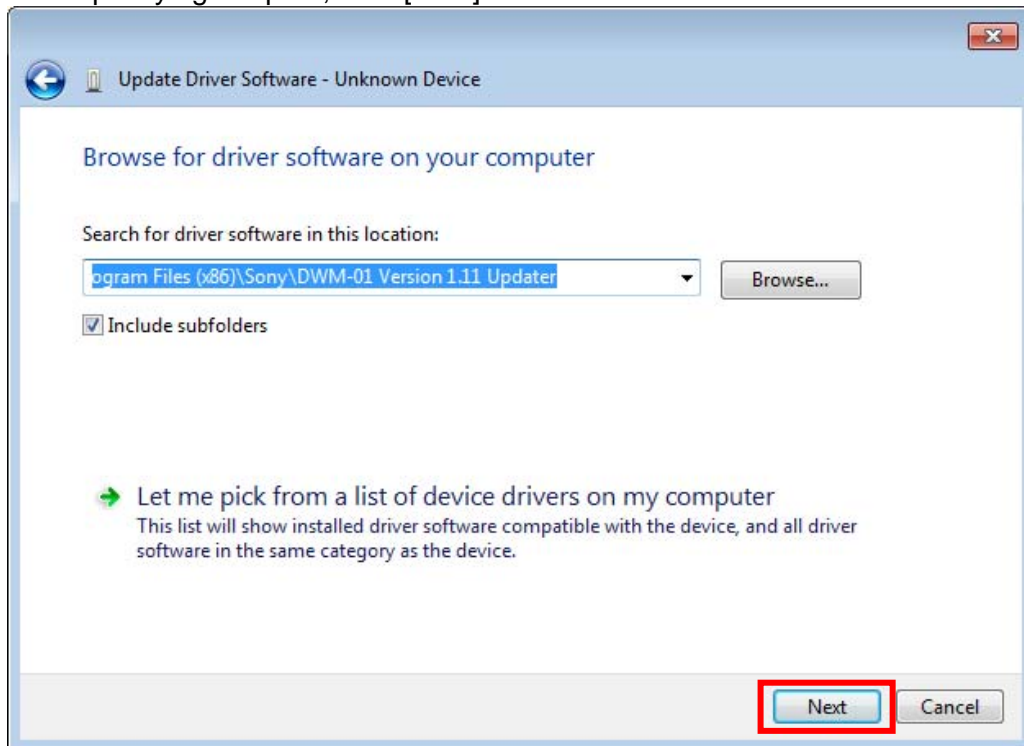 Update Driver Software - Unknown Device
Browse for driver software on your computer
Search for driver software in this location:
ogram Files (x86)\Sony\DWM-01 Version 1.11 Updater
Browse...
Include subfolders
Let me pick from a list of device drivers on my computer
This list will show installed driver software compatible with the device, and all driver
software in the same category as the device.
Next
Cancel